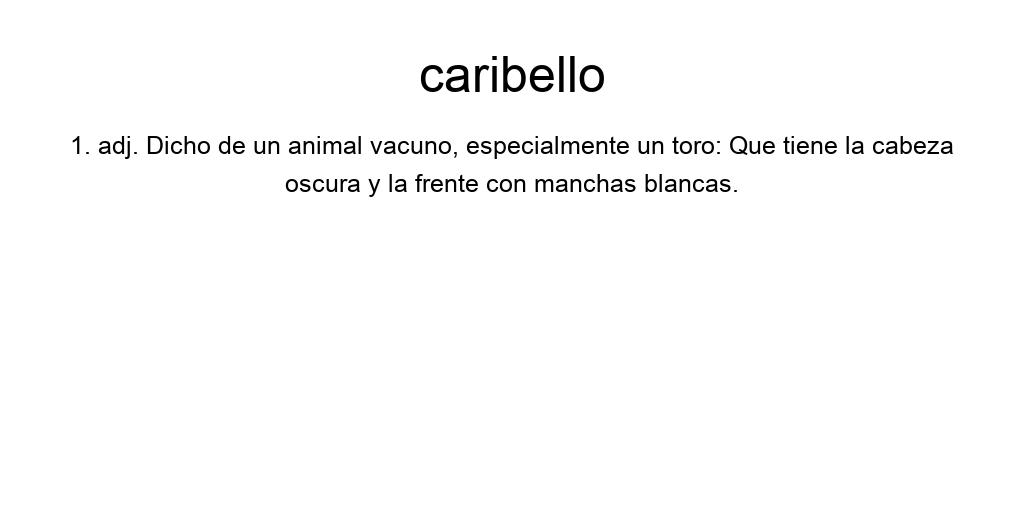 caribello
1. adj. Dicho de un animal vacuno, especialmente un toro: Que tiene la cabeza
oscura y la frente con manchas blancas.